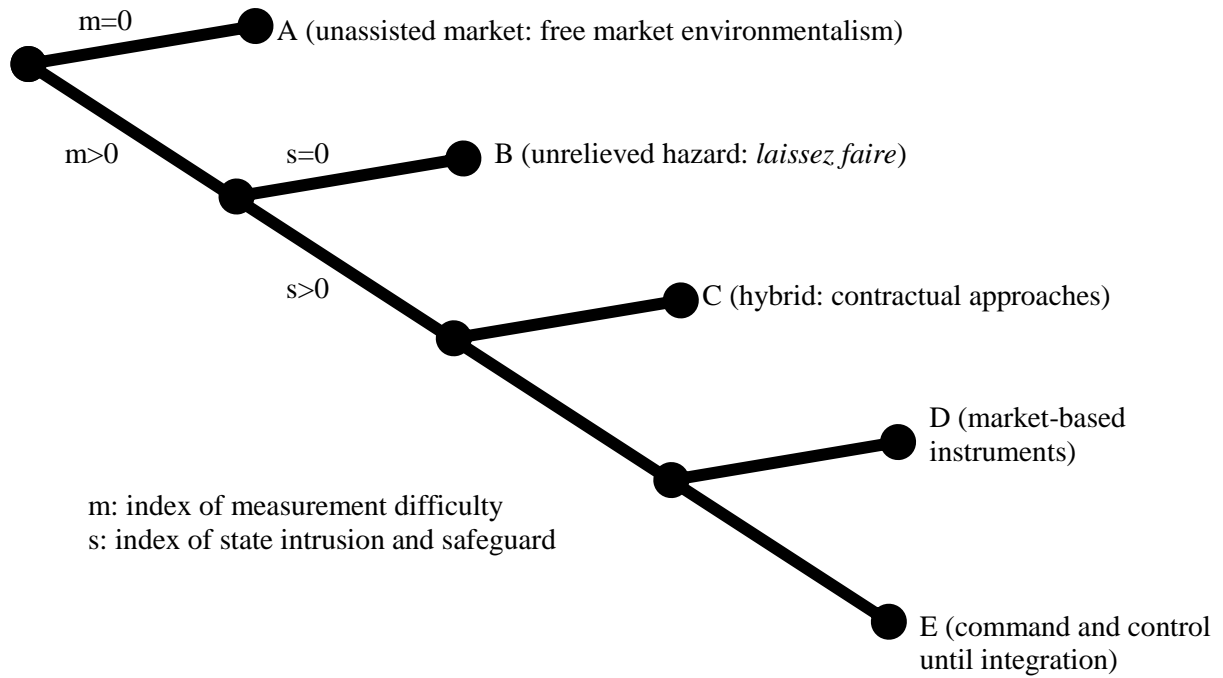 m=0
A (unassisted market: free market environmentalism)
m>0
s=0
B (unrelieved hazard: laissez faire)
s>0
C (hybrid: contractual approaches)
D (market-based
instruments)
m: index of measurement difficulty
s: index of state intrusion and safeguard
E (command and control
until integration)